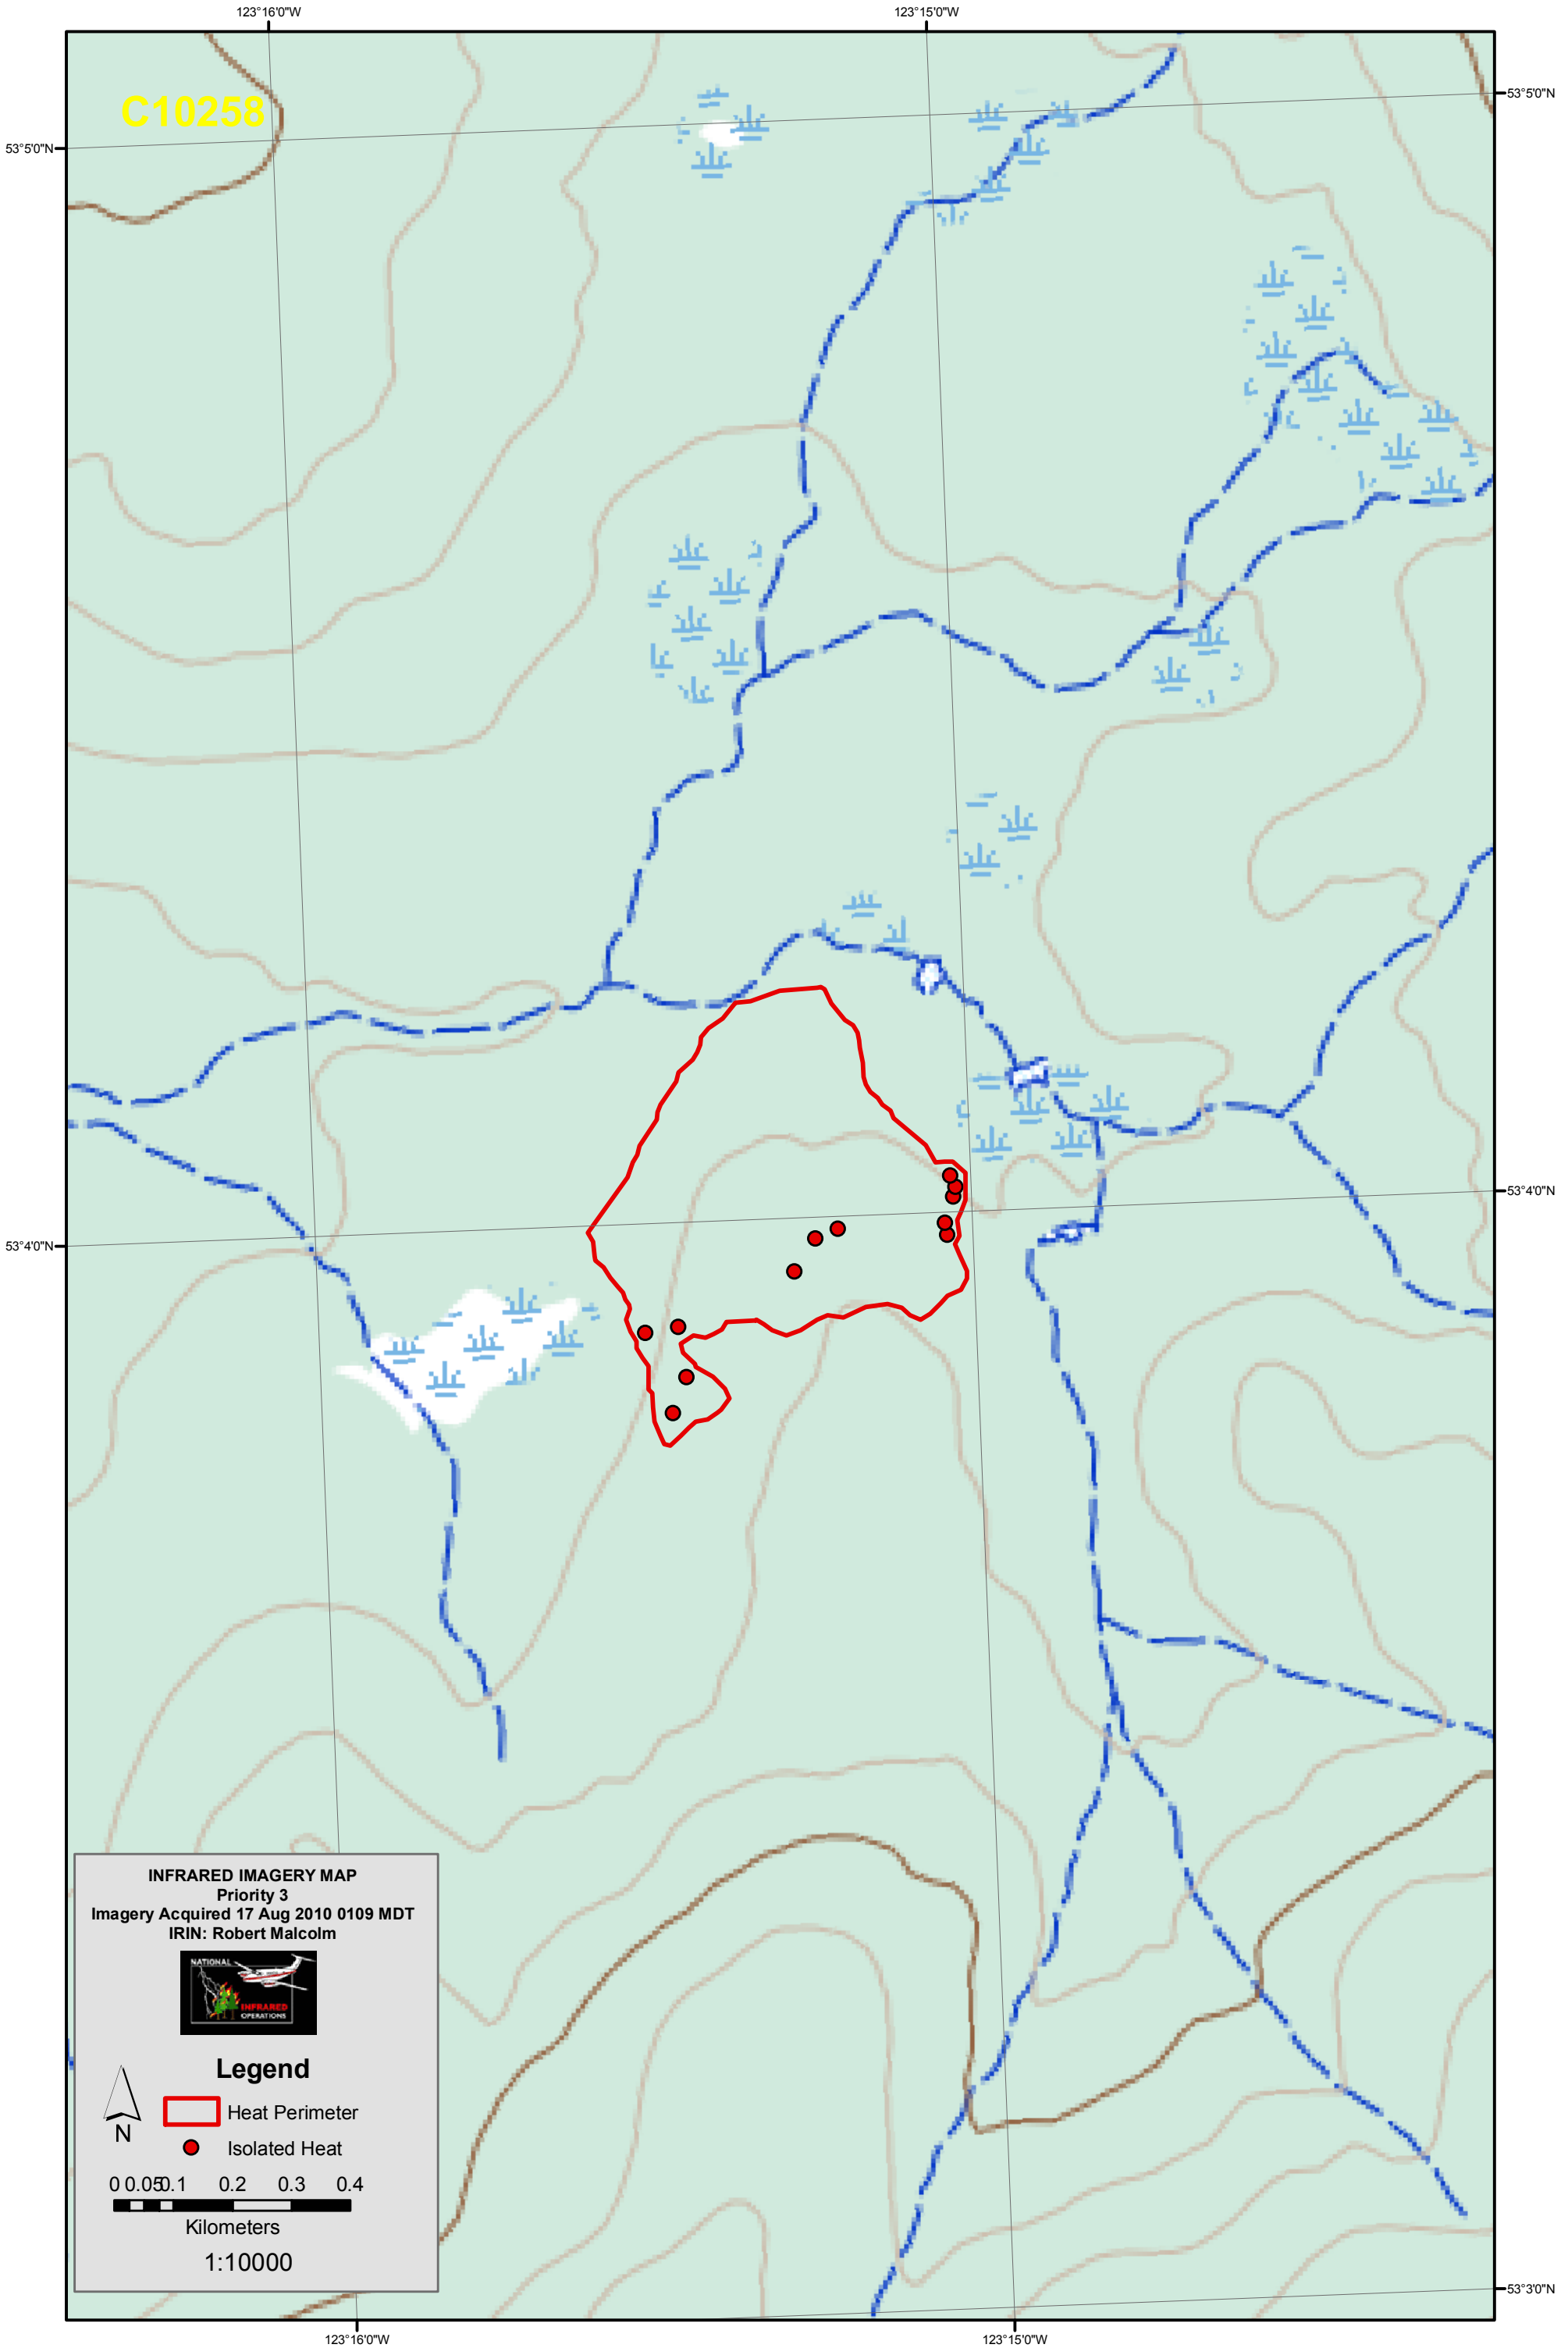 123°16'0"W
123°15'0"W
C10258
53°5'0"N
53°5'0"N
53°4'0"N
53°4'0"N
INFRARED IMAGERY MAP
Priority 3
Imagery Acquired 17 Aug 2010 0109 MDT
IRIN: Robert Malcolm
NATIONAL
INFRARED
OPERATIONS
Legend
Heat Perimeter
N
Isolated Heat
0 0.05 0.1 0.2 0.3 0.4
Kilometers
1:10000
53°3'0"N
123°16'0"W
123°15'0"W